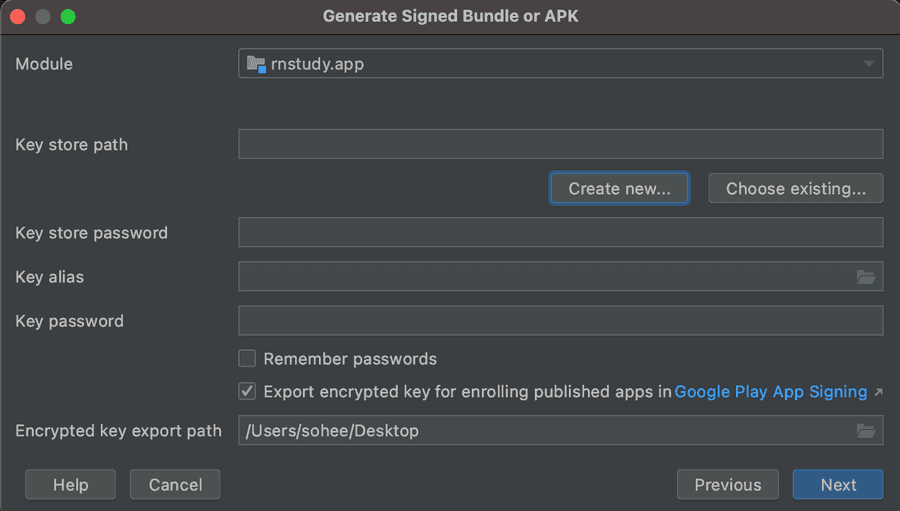 Generate Signed Bundle or APK
Module rnstudy.app
Key store path
Create new... Choose existing...
Key store password
Key alias
Key password
Remember passwords
Export encrypted key for enrolling published apps in Google Play App Signing ↗
Encrypted key export path /Users/sohee/Desktop
Help Cancel Previous Next